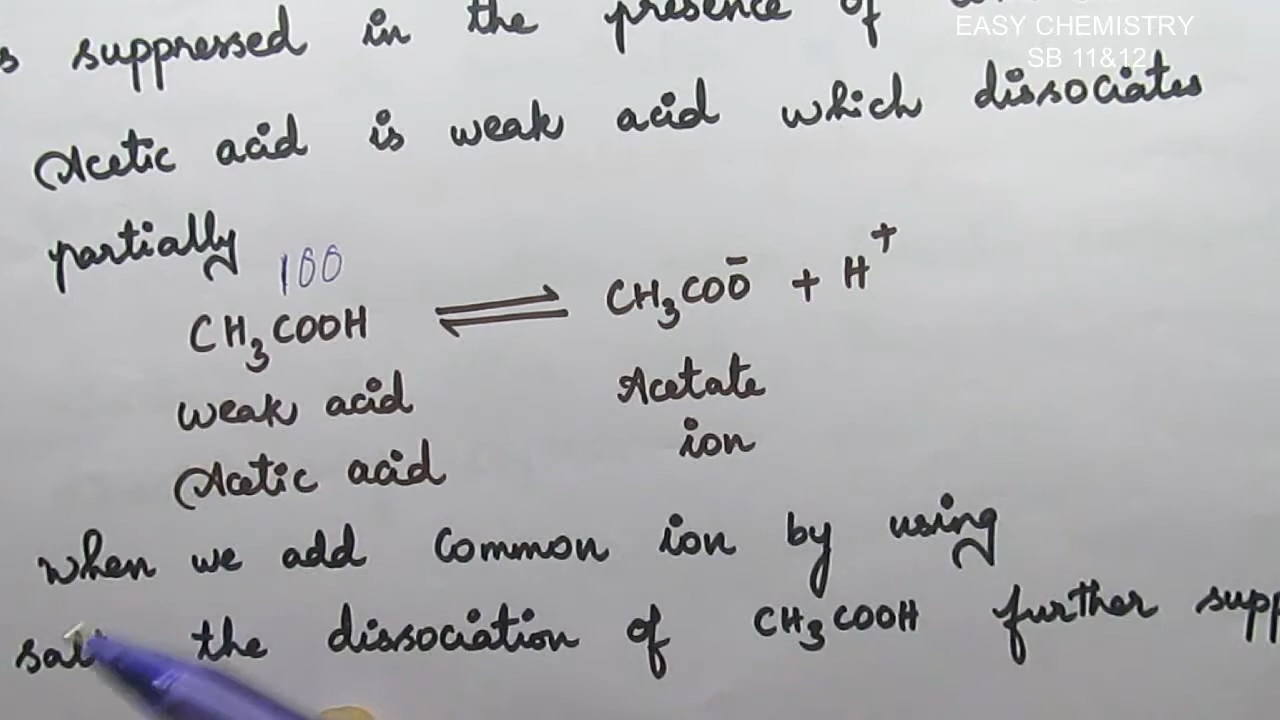 s suppressed in the presence of
EASY CHEMISTRY
SB 11&12
Acetic acid is weak acid which dissociates
partially
100
CH₃COOH ⇌ CH₃COO⁻ + H⁺
weak acid Acetate
Acetic acid ion
When we add common ion by using
the dissociation of CH₃COOH further supp